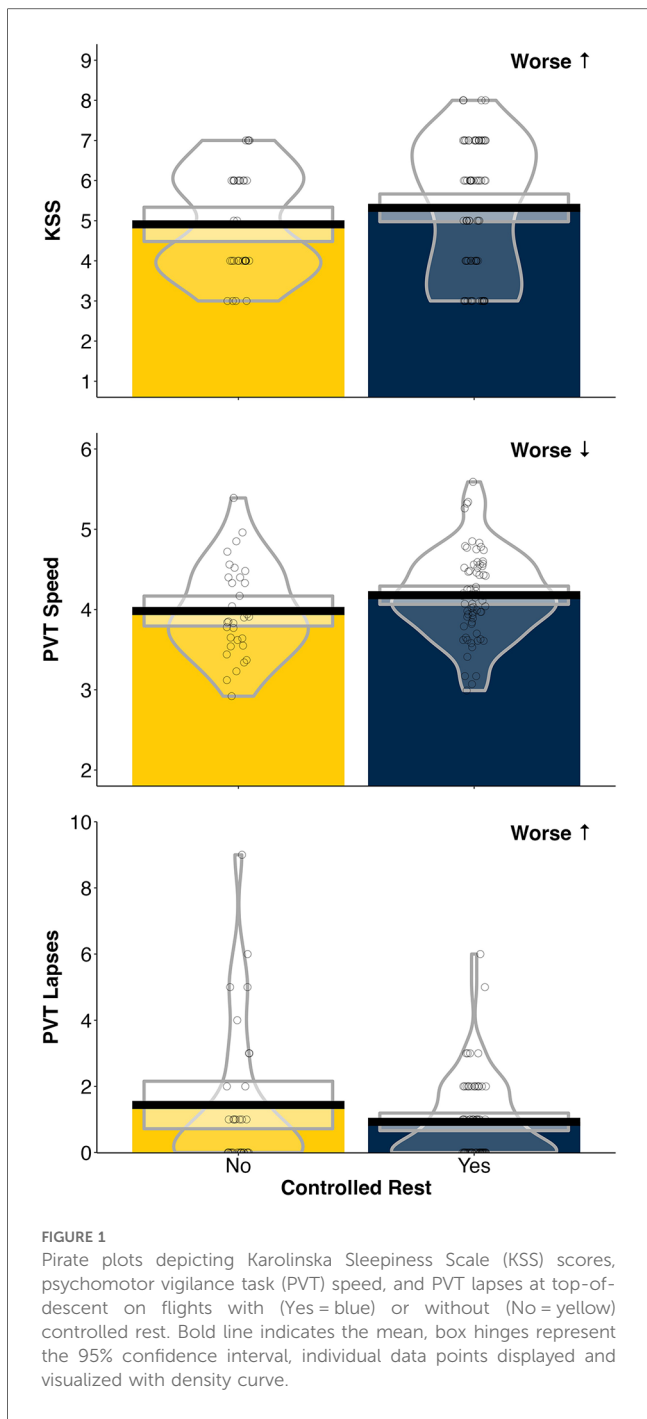 9
Worse ↑
8
7
6
5
4
3
2
1
KSS
6
Worse ↓
5
4
3
2
PVT Speed
10
Worse ↑
8
6
4
2
0
PVT Lapses
No
Yes
Controlled Rest
FIGURE 1
Pirate plots depicting Karolinska Sleepiness Scale (KSS) scores,
psychomotor vigilance task (PVT) speed, and PVT lapses at top-of-
descent on flights with (Yes = blue) or without (No = yellow)
controlled rest. Bold line indicates the mean, box hinges represent
the 95% confidence interval, individual data points displayed and
visualized with density curve.